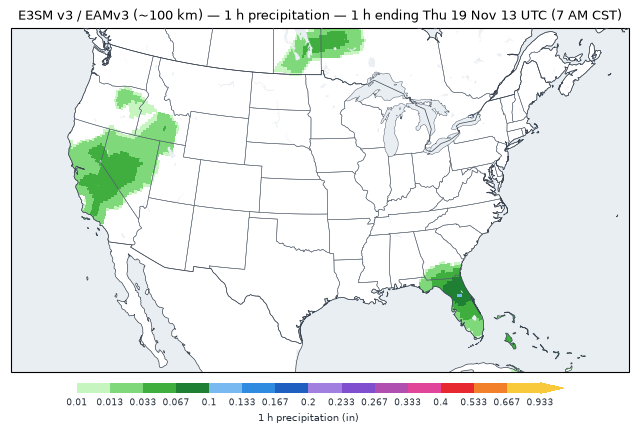 E3SM v3 / EAMv3 (~100 km) — 1 h precipitation — 1 h ending Thu 19 Nov 13 UTC (7 AM CST)
0.01 0.013 0.033 0.067 0.1 0.133 0.167 0.2 0.233 0.267 0.333 0.4 0.533 0.667 0.933
1 h precipitation (in)